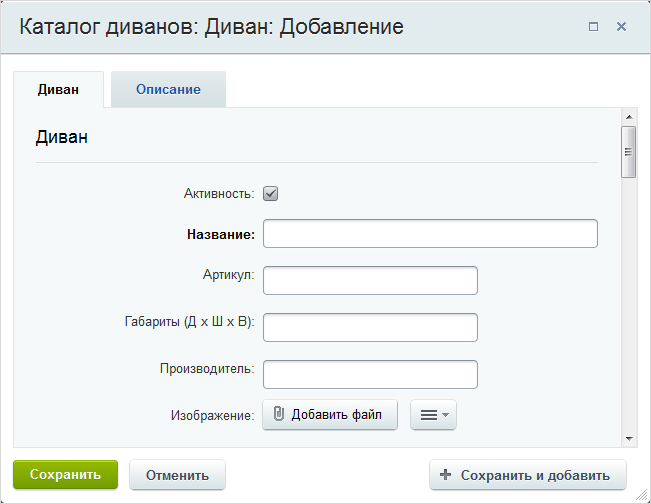 Каталог диванов: Диван: Добавление
Диван
Описание
Диван
Активность:
Название:
Артикул:
Габариты (Д x Ш x В):
Производитель:
Изображение:
Добавить файл
Сохранить
Отменить
Сохранить и добавить